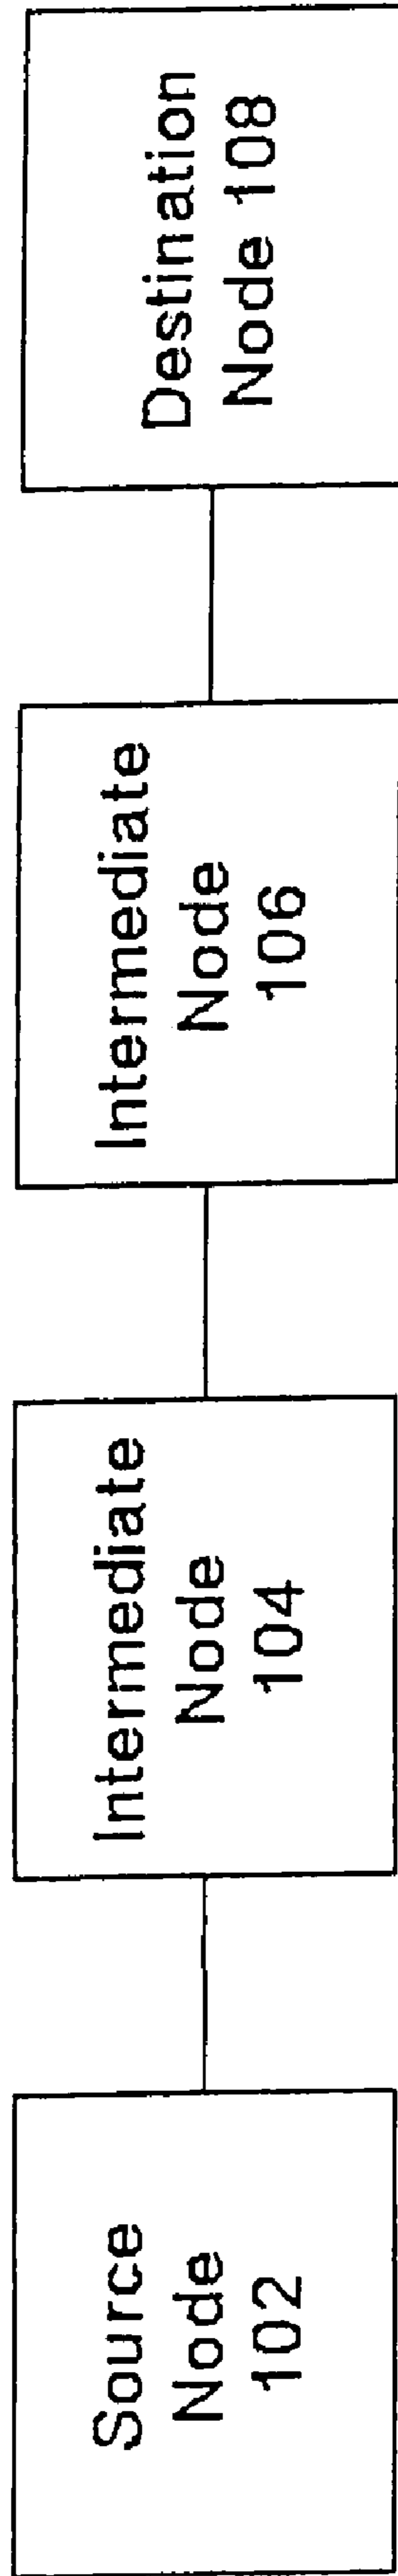 Source
Node
102
Intermediate
Node
104
Intermediate
Node
106
Destination
Node 108